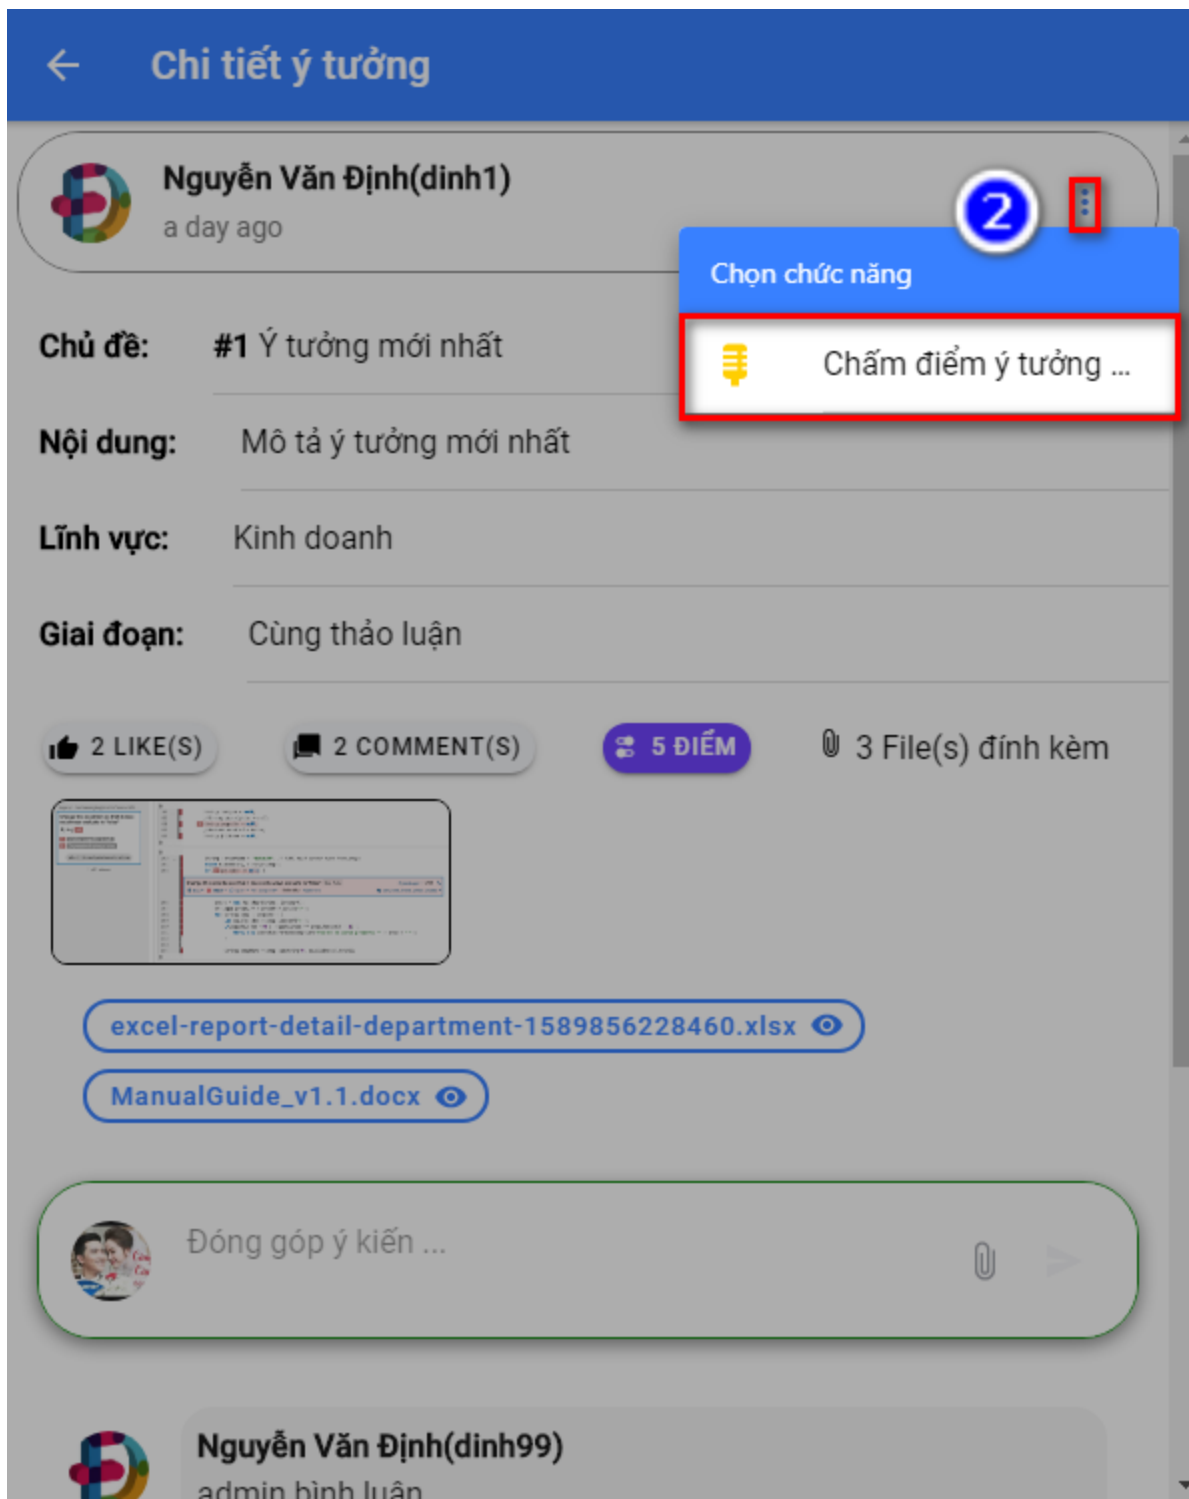 Chi tiết ý tưởng
Nguyễn Văn Định(dinh1)
a day ago
2
Chọn chức năng
Chấm điểm ý tưởng ...
Chủ đề: #1 Ý tưởng mới nhất
Nội dung: Mô tả ý tưởng mới nhất
Lĩnh vực: Kinh doanh
Giai đoạn: Cùng thảo luận
2 LIKE(S) 2 COMMENT(S) 5 ĐIỂM 3 File(s) đính kèm
excel-report-detail-department-1589856228460.xlsx
ManualGuide_v1.1.docx
Đóng góp ý kiến ...
Nguyễn Văn Định(dinh99)
admin bình luận